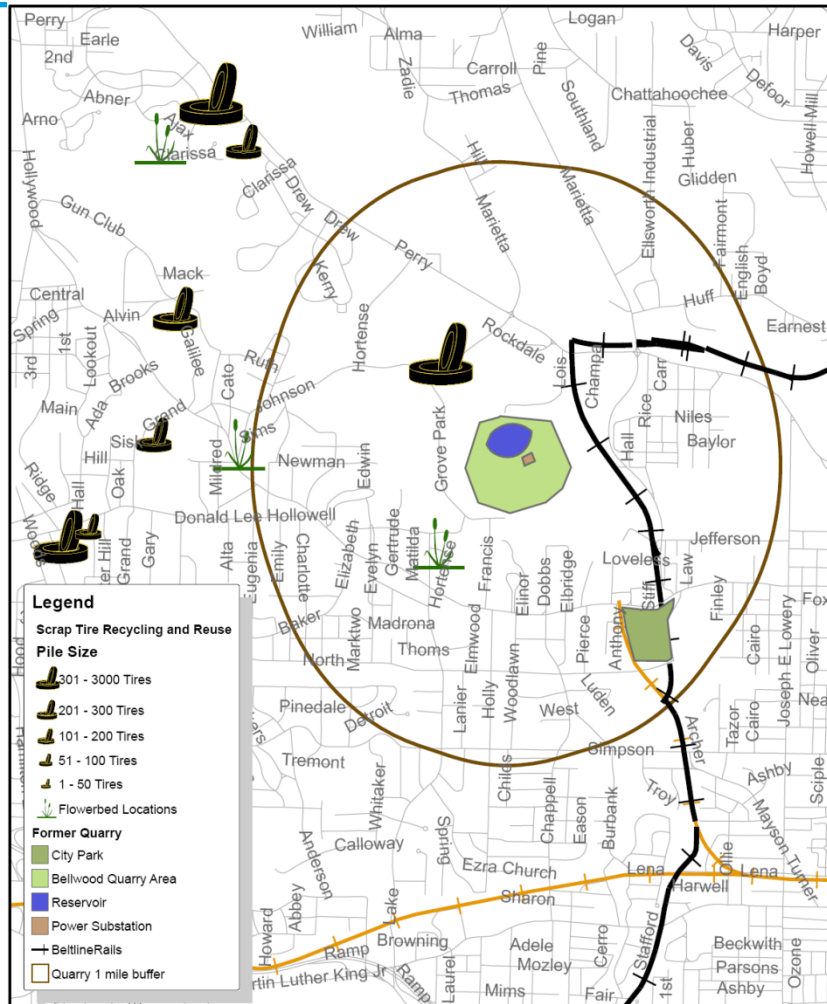 Perry
Earle
2nd
Abner
Arno
Ajax
Clarissa
Clarissa
Hollywood
Gun Club
William
Alma
Zadie
Carroll
Thomas
Pine
Logan
Southland
Chattahoochee
Davis
Defoor
Harper
Howell Mill
Huber
Glidden
Ellsworth Industrial
Hill
Marietta
Marietta
Drew
Drew
Perry
Kerry
Fairmont
English
Boyd
Huff
Earnest
Mack
Central
Spring
Alvin
1st
3rd
Lookout
Galilee
Brooks
Ruth
Cato
Johnson
Hortense
Rockdale
Lois
Champa
Carr
Rice
Niles
Baylor
Hall
Main
Ada
Grand
Sisk
Hill
Oak
Mildred
Sims
Newman
Edwin
Grove Park
Ridge
Hall
Woods
Grand
Gary
Donald Lee Hollowell
Alta
Eugenia
Emily
Charlotte
Elizabeth
Evelyn
Gertrude
Matilda
Hortense
Francis
Elinor
Dobbs
Elbridge
Loveless
Jefferson
Law
Stiff
Finley
Fox
Baker
North
Marktwo
Madrona
Thoms
Elmwood
Pierce
Anthony
Cairo
Joseph E Lowery
Oliver
Lanier
Holly
Woodlawn
Luden
West
Pinedale
Detroit
Tremont
Simpson
Archer
Tazor
Cairo
Ashby
Sciple
Childs
Chappell
Eason
Burbank
Troy
Mayson Turner
Whitaker
Calloway
Spring
Anderson
Ezra Church
Lena
Ollie
Lena
Harwell
Sharon
Lake
Abbey
Howard
Ramp
Browning
Adele
Mozley
Cerro
Stafford
Beckwith
Parsons
Ashby
Ozone
Ramp
Laurel
Mims
Fair
1st
Legend
Scrap Tire Recycling and Reuse
Pile Size
301 - 3000 Tires
201 - 300 Tires
101 - 200 Tires
51 - 100 Tires
1 - 50 Tires
Flowerbed Locations
Former Quarry
City Park
Bellwood Quarry Area
Reservoir
Power Substation
BeltlineRails
Quarry 1 mile buffer